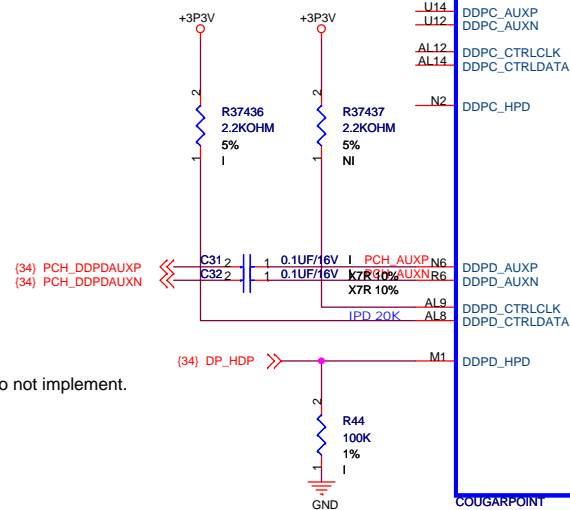 U14 DDPC_AUXP
U12 DDPC_AUXN
AL12 DDPC_CTRLCLK
AL14 DDPC_CTRLDATA
N2 DDPC_HPD
+3P3V
+3P3V
2
2
R37436
2.2KOHM
5%
I
1
R37437
2.2KOHM
5%
NI
1
{34} PCH_DDPDAUXP C31 2 1 0.1UF/16V I PCH_AUXP N6 DDPD_AUXP
{34} PCH_DDPDAUXN C32 2 1 0.1UF/16V I PCH_AUXN R6 DDPD_AUXN
X7R 10%
X7R 10%
AL9 DDPD_CTRLCLK
IPD 20K AL8 DDPD_CTRLDATA
{34} DP_HDP M1 DDPD_HPD
o not implement.
2
R44
100K
1%
I
1
GND
COUGARPOINT